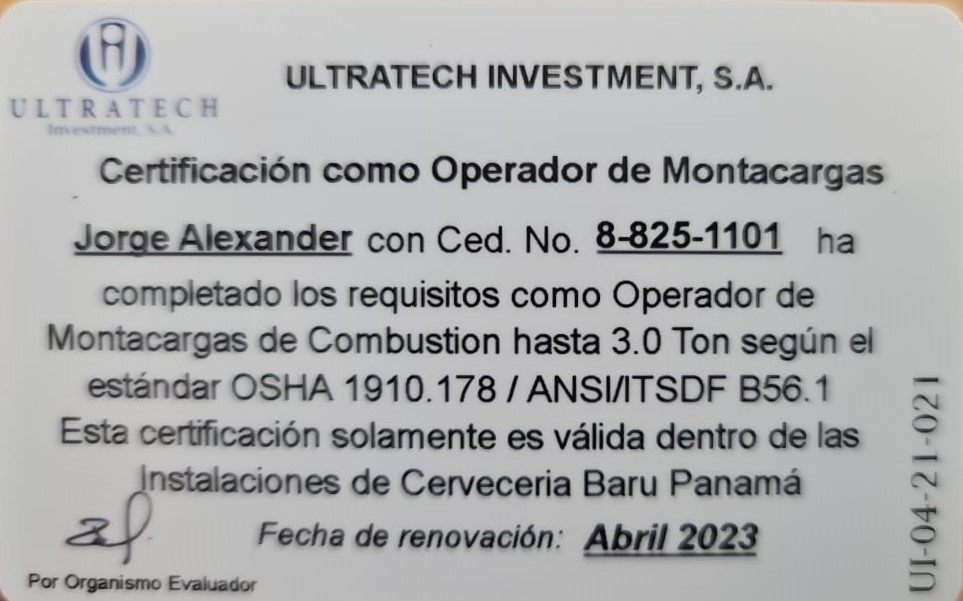 ULTRATECH
Investment, S.A.
ULTRATECH INVESTMENT, S.A.
Certificación como Operador de Montacargas
Jorge Alexander con Ced. No. 8-825-1101 ha
completado los requisitos como Operador de
Montacargas de Combustion hasta 3.0 Ton según el
estándar OSHA 1910.178 / ANSI/ITSDF B56.1
Esta certificación solamente es válida dentro de las
Instalaciones de Cerveceria Baru Panamá
Fecha de renovación: Abril 2023
Por Organismo Evaluador
UI-04-21-021